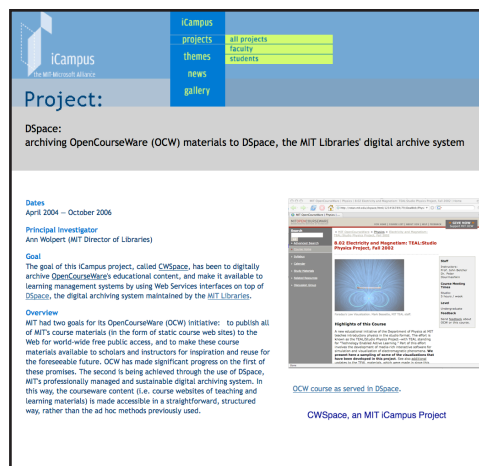 iCampus
projects
themes
news
gallery
all projects
faculty
students
iCampus
the MIT Microsoft Alliance
Project:
DSpace:
archiving OpenCourseWare (OCW) materials to DSpace, the MIT Libraries' digital archive system
Dates
April 2004 — October 2006
Principal Investigator
Ann Wolpert (MIT Director of Libraries)
Goal
The goal of this iCampus project, called CWSpace, has been to digitally
archive OpenCourseWare's educational content, and make it available to
learning management systems by using Web Services interfaces on top of
DSpace, the digital archiving system maintained by the MIT Libraries.
Overview
MIT had two goals for its OpenCourseWare (OCW) initiative: to publish all
of MIT's course materials (in the form of static course web sites) to the
Web for world-wide free public access, and to make these course
materials available to scholars and instructors for inspiration and reuse for
the foreseeable future. OCW has made significant progress on the first of
these promises. The second is being achieved through the use of DSpace,
MIT's professionally managed and sustainable digital archiving system. In
this way, the courseware content (i.e. course websites of teaching and
learning materials) is made accessible in a straightforward, structured
way, rather than the ad hoc methods previously used.
Search
8.02 Electricity and Magnetism: TEAL:Studio
Physics Project, Fall 2002
Staff
Course Meeting
Times
Level
Feedback
Highlights of this Course
OCW course as served in DSpace.
CWSpace, an MIT iCampus Project